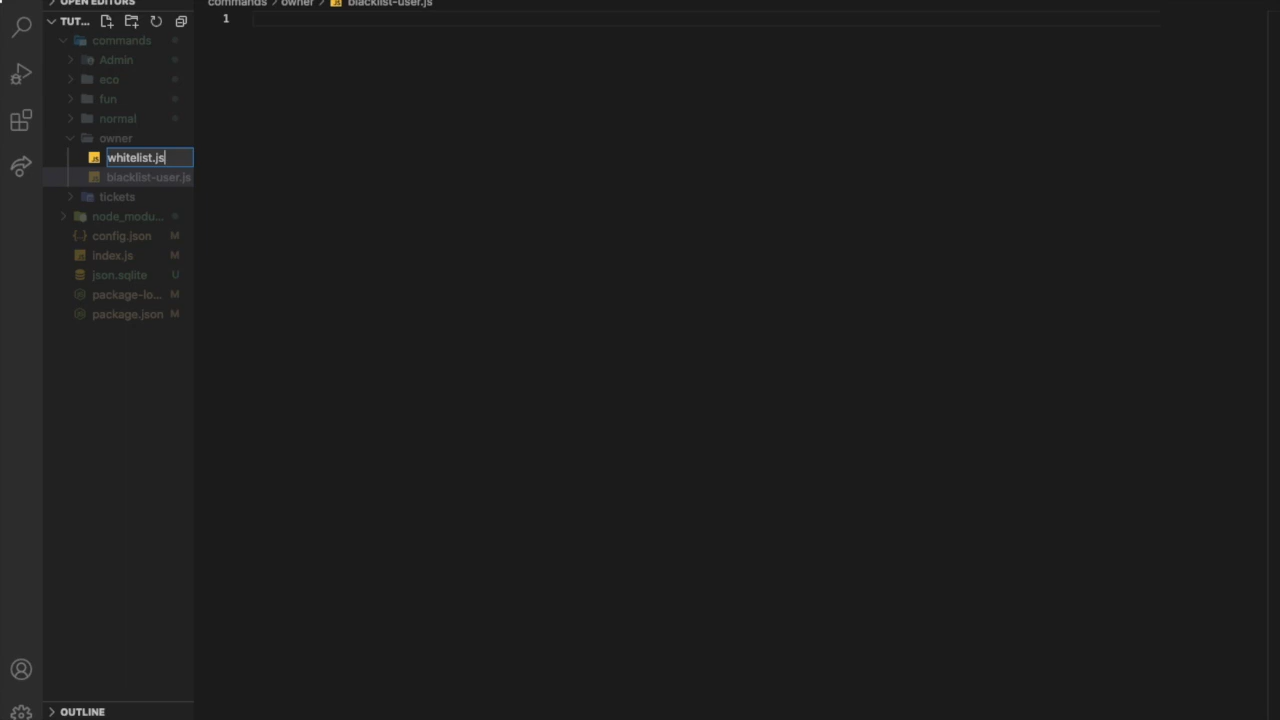 OPEN EDITORS
commands owner blacklist-user.js
TUT...
1
commands
Admin
eco
fun
normal
owner
whitelist.js
blacklist-user.js
tickets
node_modu...
config.json M
index.js M
json.sqlite U
package-lo... M
package.json M
OUTLINE